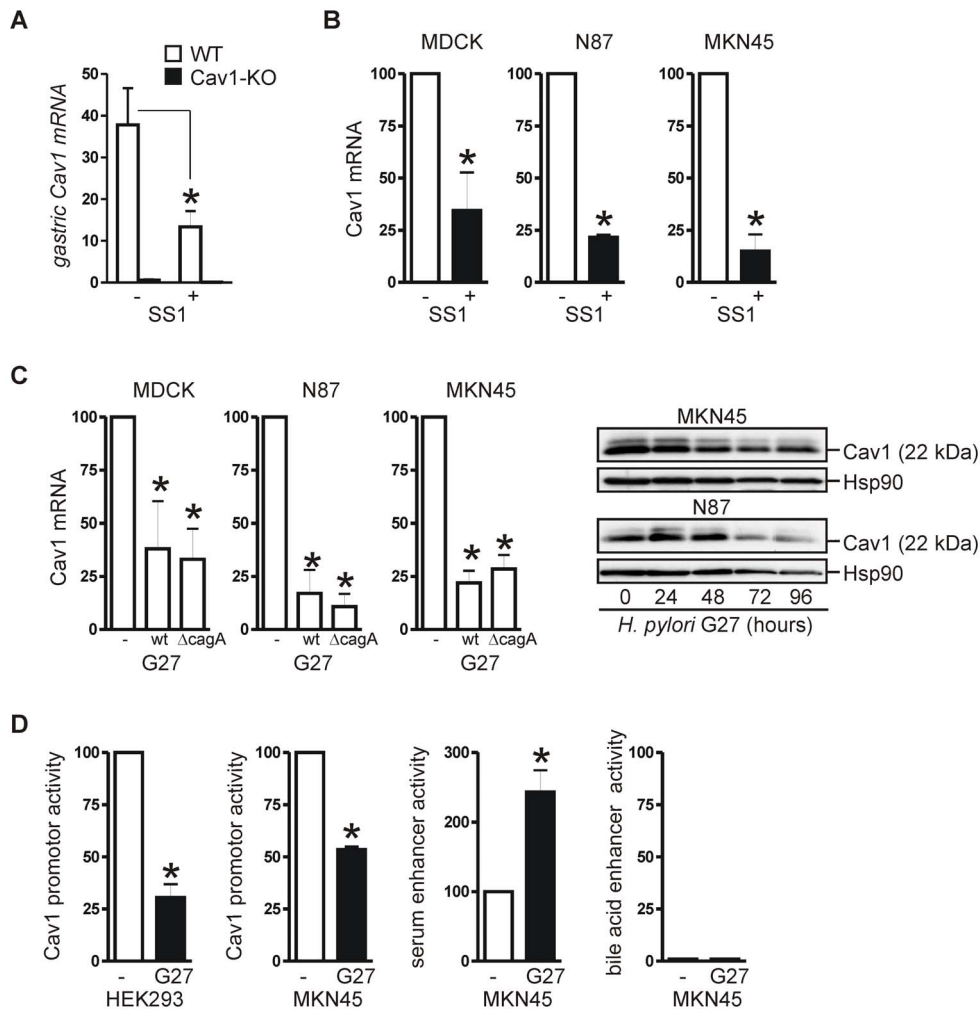 A
WT
Cav1-KO
gastric Cav1 mRNA
50
40
30
20
10
0
*
- +
SS1
B
MDCK N87 MKN45
Cav1 mRNA
100 100 100
75 75 75
50 50 50
25 25 25
0 0 0
* * *
- + - + - +
SS1 SS1 SS1
C
MDCK N87 MKN45
Cav1 mRNA
100 100 100
75 75 75
50 50 50
25 25 25
0 0 0
* * * * * *
- wt ΔcagA - wt ΔcagA - wt ΔcagA
G27 G27 G27
MKN45
Cav1 (22 kDa)
Hsp90
N87
Cav1 (22 kDa)
Hsp90
0 24 48 72 96
H. pylori G27 (hours)
D
Cav1 promotor activity
100
75
50
25
0
*
- G27
HEK293
Cav1 promotor activity
100
75
50
25
0
*
- G27
MKN45
serum enhancer activity
300
200
100
0
*
- G27
MKN45
bile acid enhancer activity
100
75
50
25
0
- G27
MKN45